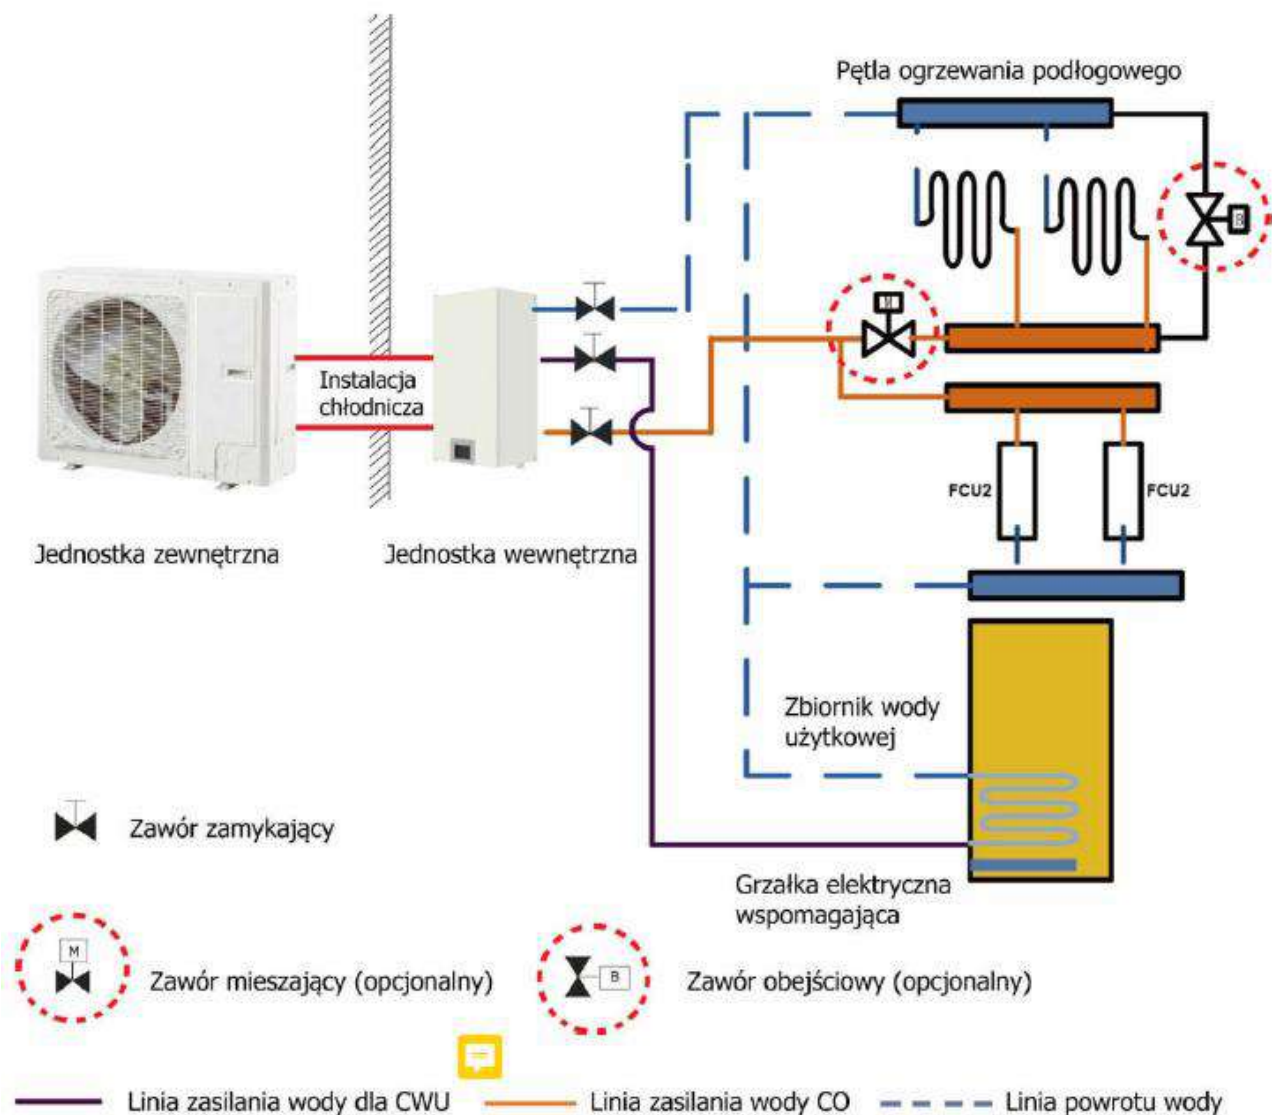 Pętla ogrzewania podłogowego
B
M
Instalacja
chłodnicza
FCU2
FCU2
Jednostka zewnętrzna
Jednostka wewnętrzna
Zbiornik wody
użytkowej
Zawór zamykający
Grzałka elektryczna
wspomagająca
M
Zawór mieszający (opcjonalny)
B
Zawór obejściowy (opcjonalny)
Linia zasilania wody dla CWU
Linia zasilania wody CO
Linia powrotu wody